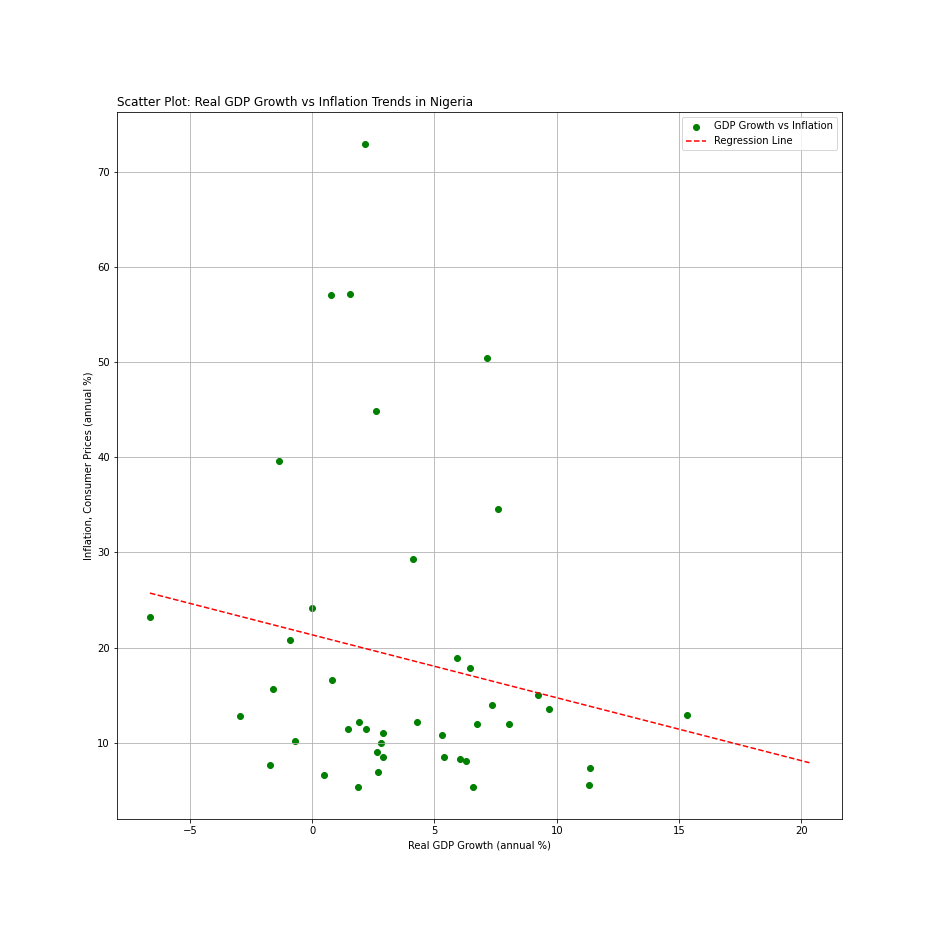 Scatter Plot: Real GDP Growth vs Inflation Trends in Nigeria
GDP Growth vs Inflation
Regression Line
70
60
50
40
30
20
10
Inflation, Consumer Prices (annual %)
−5
0
5
10
15
20
Real GDP Growth (annual %)